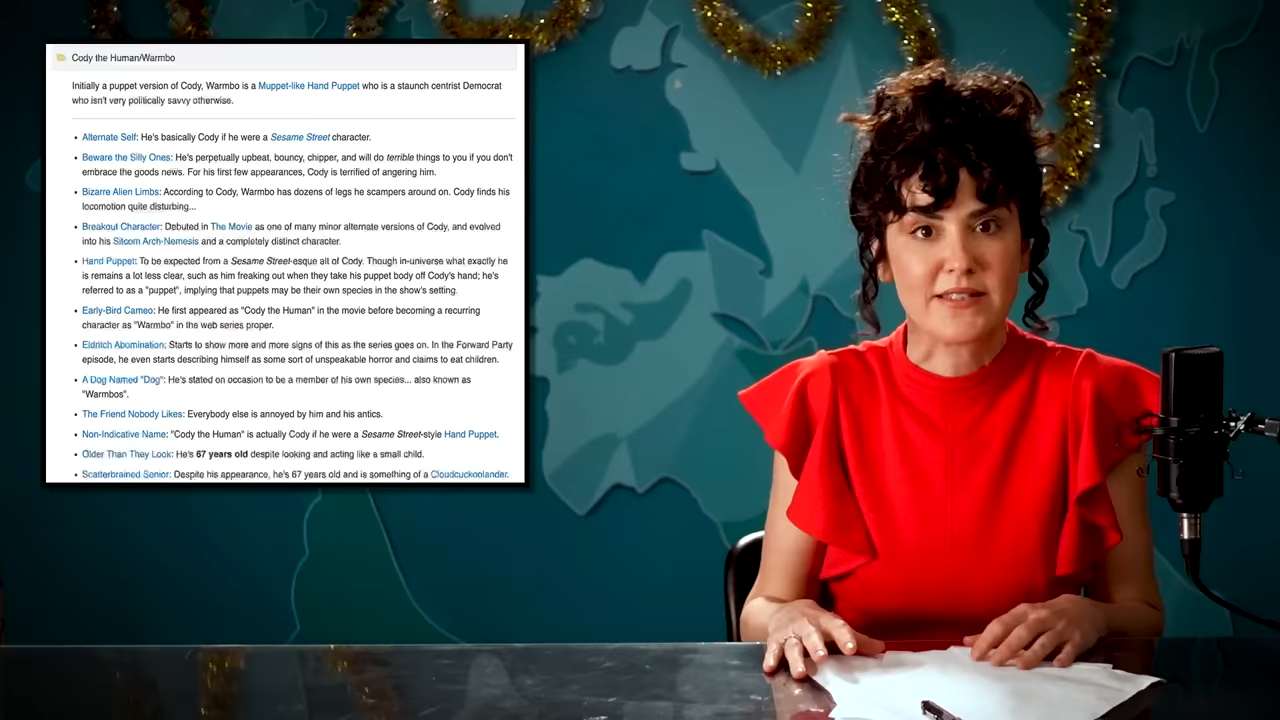 Cody the Human/Warmbo
Initially a puppet version of Cody, Warmbo is a Muppet-like Hand Puppet who is a staunch centrist Democrat
who isn't very politically savvy otherwise.
• Alternate Self: He's basically Cody if he were a Sesame Street character.
• Beware the Silly Ones: He's perpetually upbeat, bouncy, chipper, and will do terrible things to you if you don't
embrace the goods news. For his first few appearances, Cody is terrified of angering him.
• Bizarre Alien Limbs: According to Cody, Warmbo has dozens of legs he scampers around on. Cody finds his
locomotion quite disturbing...
• Breakout Character: Debuted in The Movie as one of many minor alternate versions of Cody, and evolved
into his Sitcom Arch-Nemesis and a completely distinct character.
• Hand Puppet: To be expected from a Sesame Street-esque alt of Cody. Though in-universe what exactly he
is remains a lot less clear, such as him freaking out when they take his puppet body off Cody's hand; he's
referred to as a "puppet", implying that puppets may be their own species in the show's setting.
• Early-Bird Cameo: He first appeared as "Cody the Human" in the movie before becoming a recurring
character as "Warmbo" in the web series proper.
• Eldritch Abomination: Starts to show more and more signs of this as the series goes on. In the Forward Party
episode, he even starts describing himself as some sort of unspeakable horror and claims to eat children.
• A Dog Named "Dog": He's stated on occasion to be a member of his own species... also known as
"Warmbos".
• The Friend Nobody Likes: Everybody else is annoyed by him and his antics.
• Non-Indicative Name: "Cody the Human" is actually Cody if he were a Sesame Street-style Hand Puppet.
• Older Than They Look: He's 67 years old despite looking and acting like a small child.
• Scatterbrained Senior: Despite his appearance, he's 67 years old and is something of a Cloudcuckoolander.